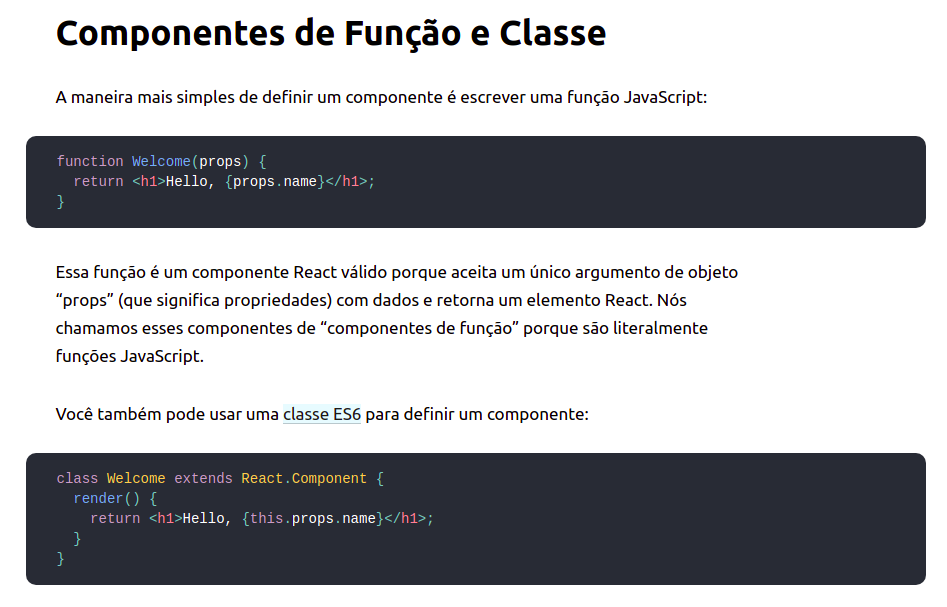 Componentes de Função e Classe
A maneira mais simples de definir um componente é escrever uma função JavaScript:
function Welcome(props) {
  return <h1>Hello, {props.name}</h1>;
}
Essa função é um componente React válido porque aceita um único argumento de objeto
“props” (que significa propriedades) com dados e retorna um elemento React. Nós
chamamos esses componentes de “componentes de função” porque são literalmente
funções JavaScript.
Você também pode usar uma classe ES6 para definir um componente:
class Welcome extends React.Component {
  render() {
    return <h1>Hello, {this.props.name}</h1>;
  }
}